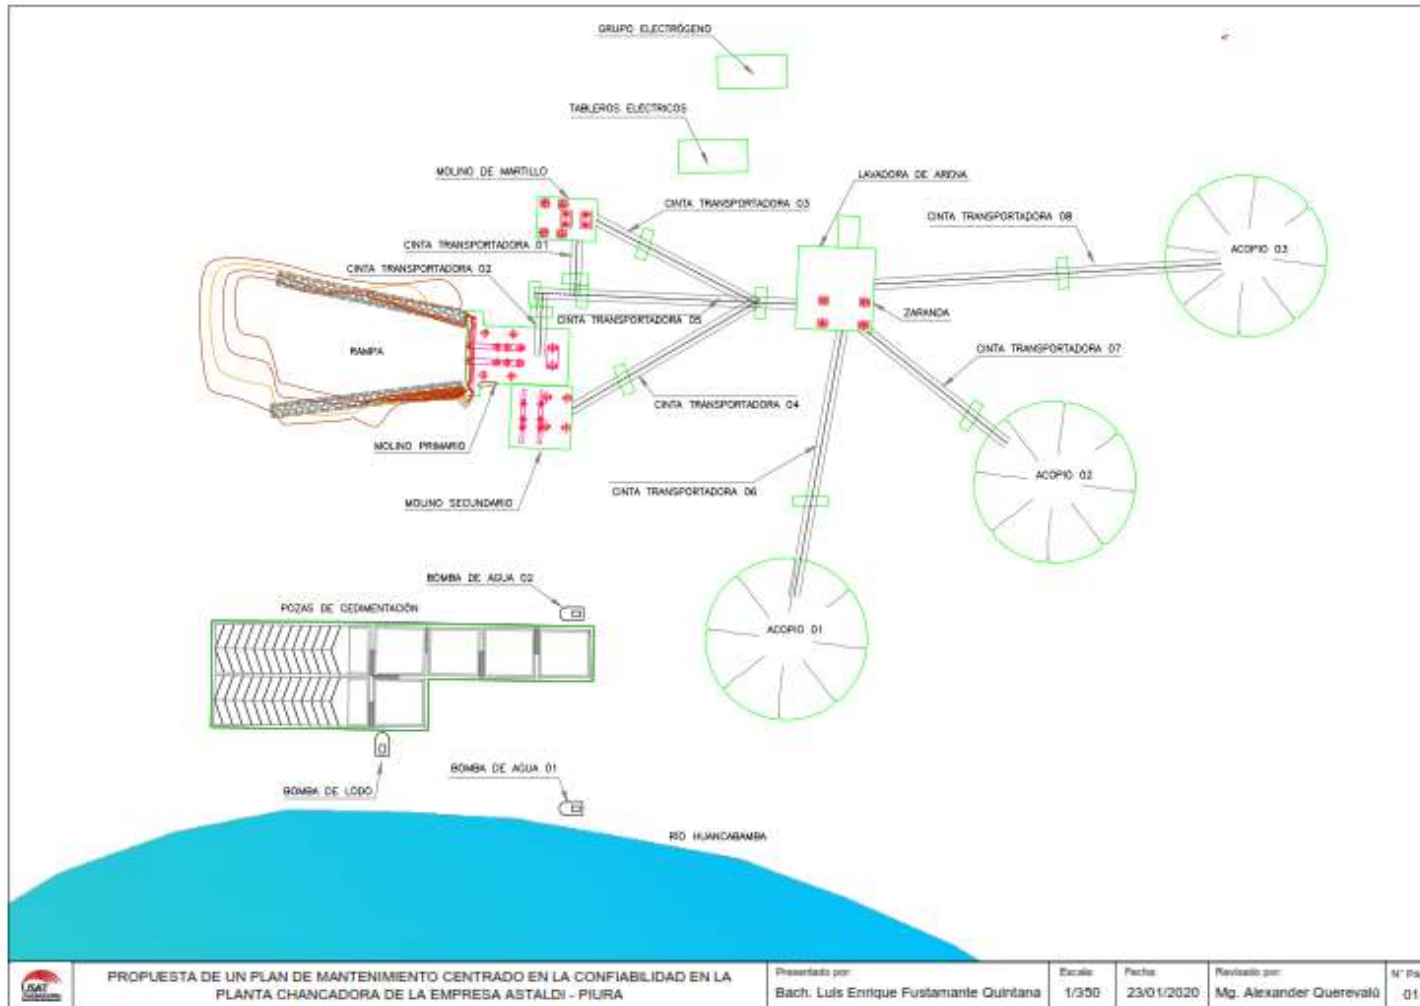 GRUPO ELECTRÓGENO
TABLEROS ELÉCTRICOS
MOLINO DE MARTILLO
LAVADORA DE ARENA
CINTA TRANSPORTADORA 03
CINTA TRANSPORTADORA 08
CINTA TRANSPORTADORA 01
ACOPIO 03
CINTA TRANSPORTADORA 02
CINTA TRANSPORTADORA 05
ZARANDA
RAMPA
CINTA TRANSPORTADORA 07
CINTA TRANSPORTADORA 04
MOLINO PRIMARIO
ACOPIO 02
CINTA TRANSPORTADORA 06
MOLINO SECUNDARIO
BOMBA DE AGUA 02
POZAS DE CEDIMENTACIÓN
ACOPIO 01
BOMBA DE AGUA 01
BOMBA DE LODO
RÍO HUANCABAMBA
USAT
PROPUESTA DE UN PLAN DE MANTENIMIENTO CENTRADO EN LA CONFIABILIDAD EN LA
PLANTA CHANCADORA DE LA EMPRESA ASTALDI - PIURA
Presentado por:
Bach. Luis Enrique Fustamante Quintana
Escala:
1/350
Fecha:
23/01/2020
Revisado por:
Mg. Alexander Querevalú
01